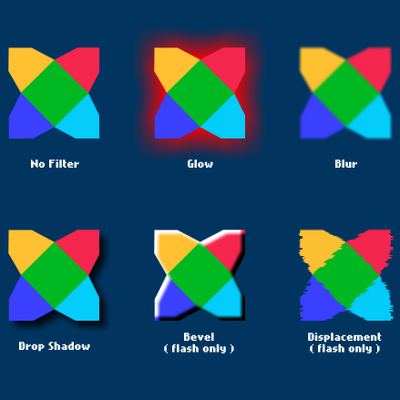 No Filter
Glow
Blur
Drop Shadow
Bevel
( flash only )
Displacement
( flash only )